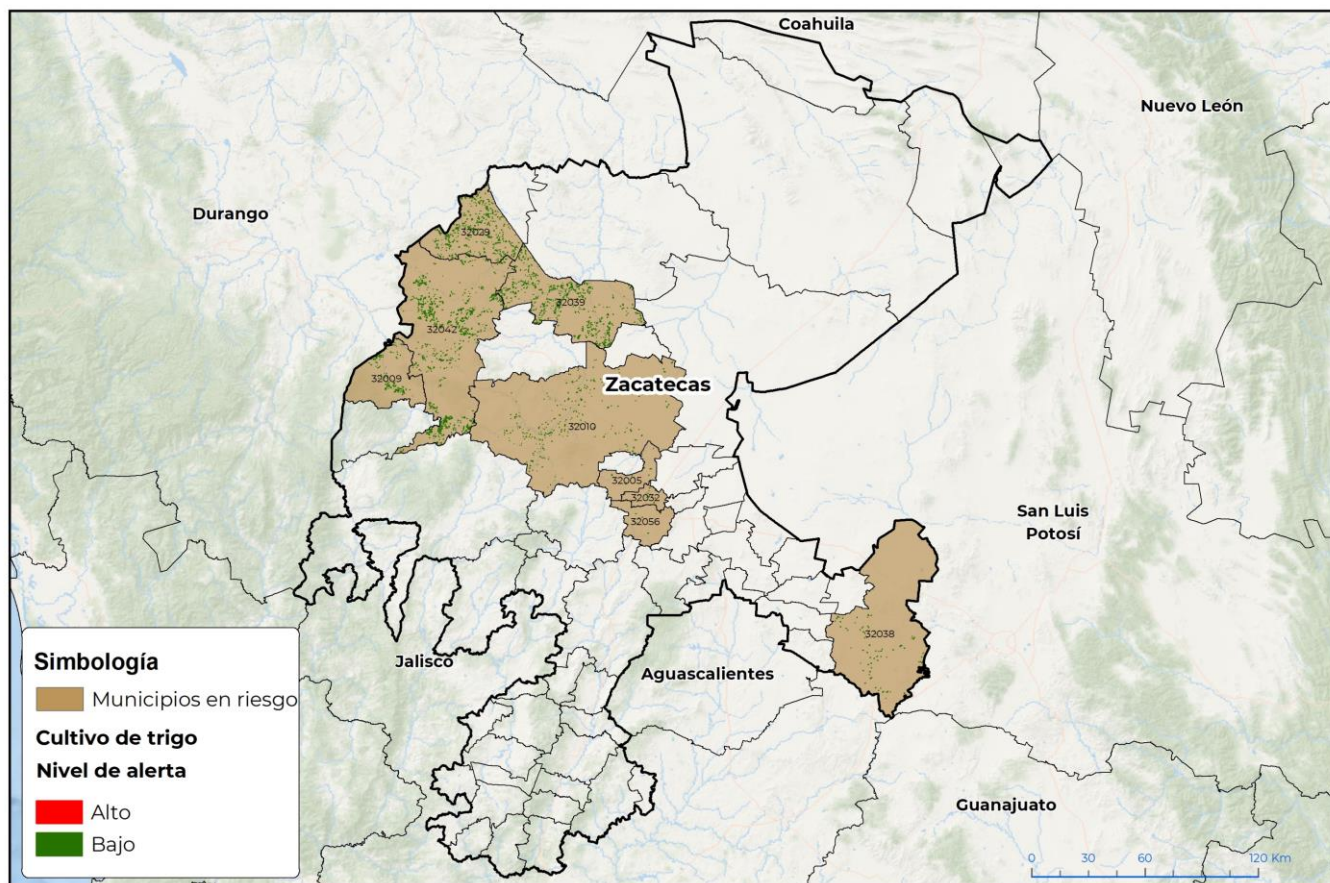 Coahuila
Nuevo León
Durango
32029
32039
32042
32009
Zacatecas
32010
32005
32032
32056
San Luis
Potosí
32038
Jalisco
Aguascalientes
Guanajuato
Simbología
Municipios en riesgo
Cultivo de trigo
Nivel de alerta
Alto
Bajo
0 30 60 120 Km